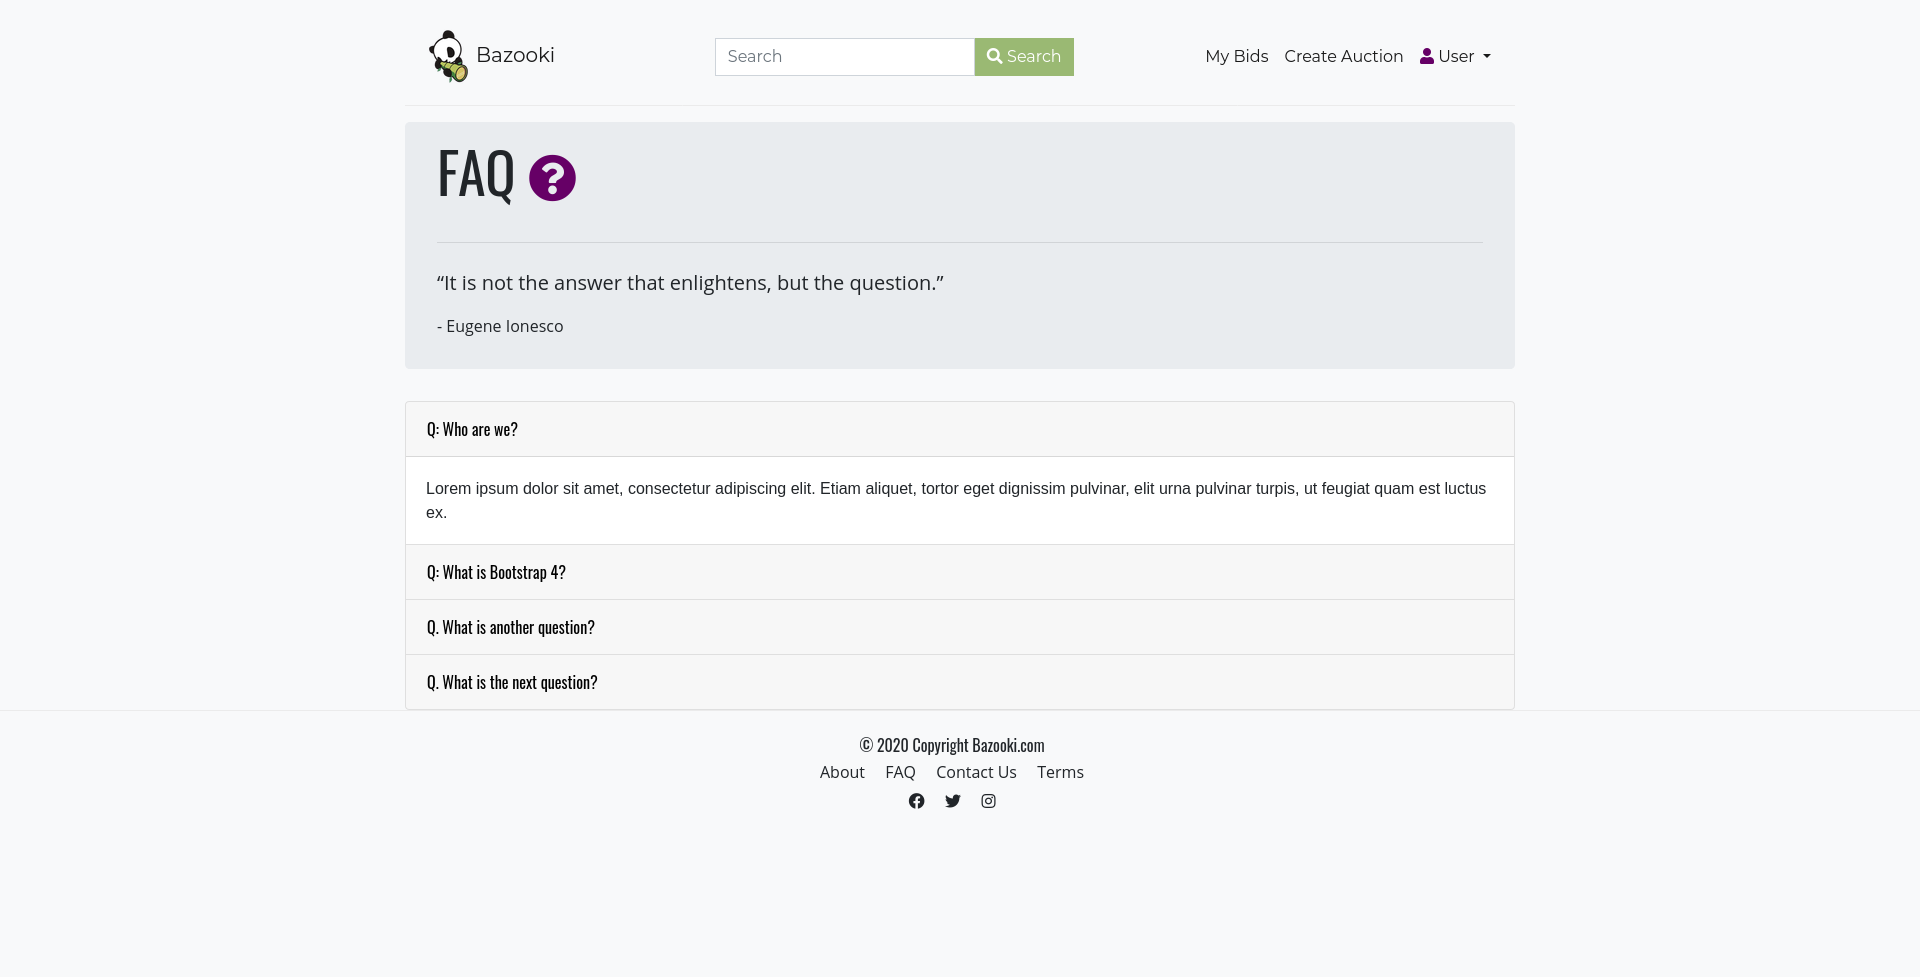 Bazooki
Search
Search
My Bids
Create Auction
User
FAQ
“It is not the answer that enlightens, but the question.”
- Eugene Ionesco
Q: Who are we?
Lorem ipsum dolor sit amet, consectetur adipiscing elit. Etiam aliquet, tortor eget dignissim pulvinar, elit urna pulvinar turpis, ut feugiat quam est luctus
ex.
Q: What is Bootstrap 4?
Q. What is another question?
Q. What is the next question?
© 2020 Copyright Bazooki.com
About FAQ Contact Us Terms